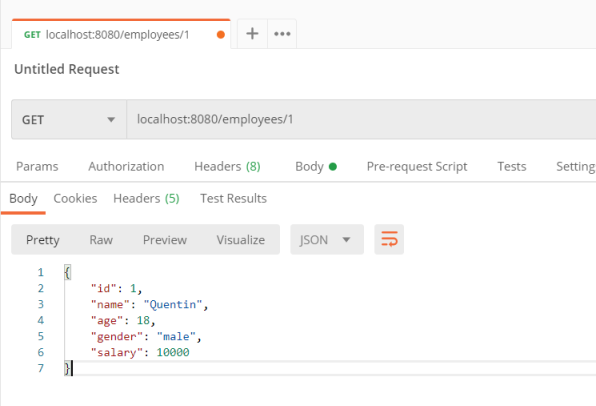 GET localhost:8080/employees/1 + •••
Untitled Request
GET localhost:8080/employees/1
Params Authorization Headers (8) Body Pre-request Script Tests Setting
Body Cookies Headers (5) Test Results
Pretty Raw Preview Visualize JSON
1 {
2 "id": 1,
3 "name": "Quentin",
4 "age": 18,
5 "gender": "male",
6 "salary": 10000
7 }